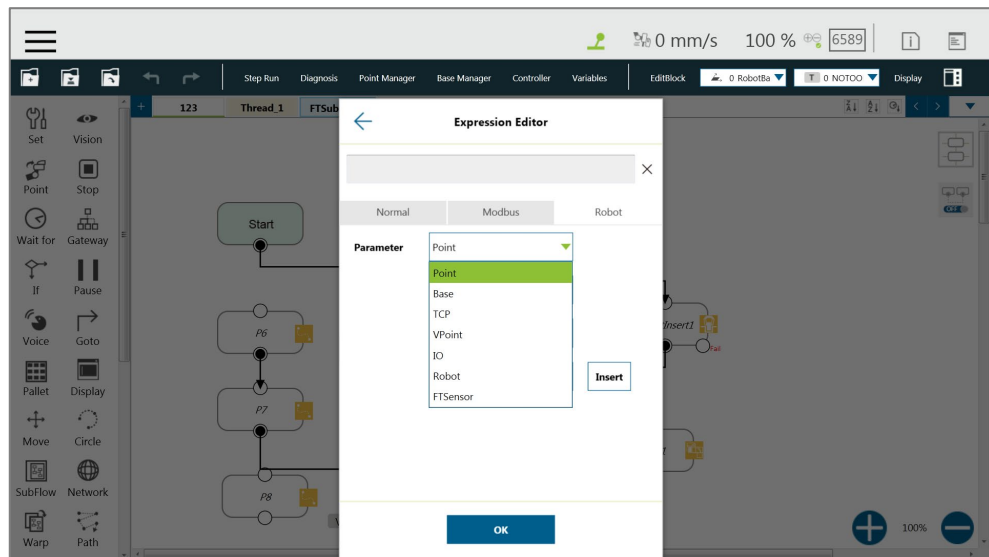 0 mm/s 100 % 6589
Step Run Diagnosis Point Manager Base Manager Controller Variables EditBlock 0 RobotBa T 0 NOTOO Display
123 Thread_1 FTSub
Set Vision
Point Stop
Wait for Gateway
If Pause
Voice Goto
Pallet Display
Move Circle
SubFlow Network
Warp Path
Start
P6
P7
P8
Expression Editor
Normal Modbus Robot
Parameter Point
Point
Base
TCP
VPoint
IO
Robot
FTSensor
Insert
OK
Insert1
Fail
OFF
100%